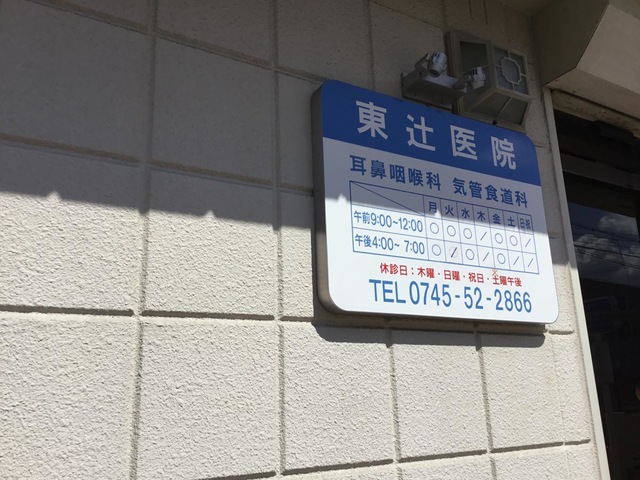 東辻医院
耳鼻咽喉科 気管食道科
月 火 水 木 金 土 日祝
午前9:00~12:00 ○ ○ ○ / ○ ○ /
午後4:00~ 7:00 ○ / ○ / ○ / /
休診日:木曜・日曜・祝日・土曜午後
TEL 0745-52-2866